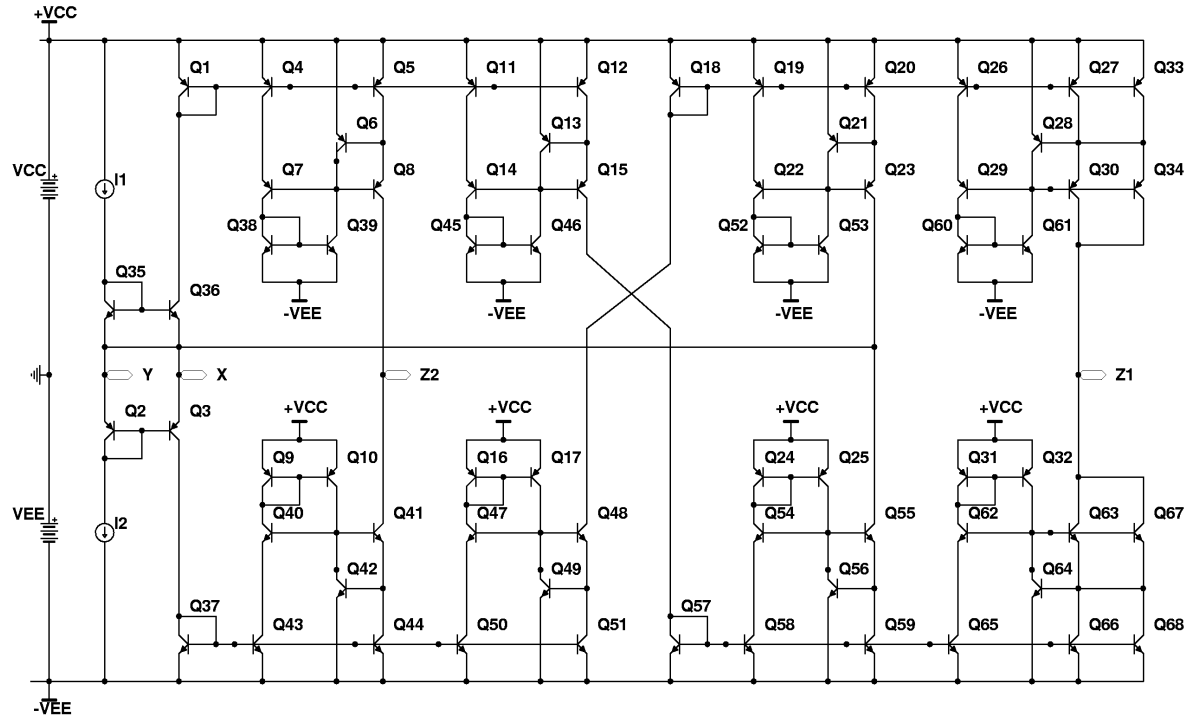 +VCC
Q1 Q4 Q5 Q11 Q12 Q18 Q19 Q20 Q26 Q27 Q33
Q6 Q13 Q21 Q28
VCC + I1 Q7 Q8 Q14 Q15 Q22 Q23 Q29 Q30 Q34
Q38 Q39 Q45 Q46 Q52 Q53 Q60 Q61
Q35
Q36
-VEE -VEE -VEE -VEE
Y X Z2 Z1
+VCC +VCC +VCC +VCC
Q2 Q3
Q9 Q10 Q16 Q17 Q24 Q25 Q31 Q32
VEE + I2 Q40 Q41 Q47 Q48 Q54 Q55 Q62 Q63 Q67
Q42 Q49 Q56 Q64
Q37 Q57
Q43 Q44 Q50 Q51 Q58 Q59 Q65 Q66 Q68
-VEE